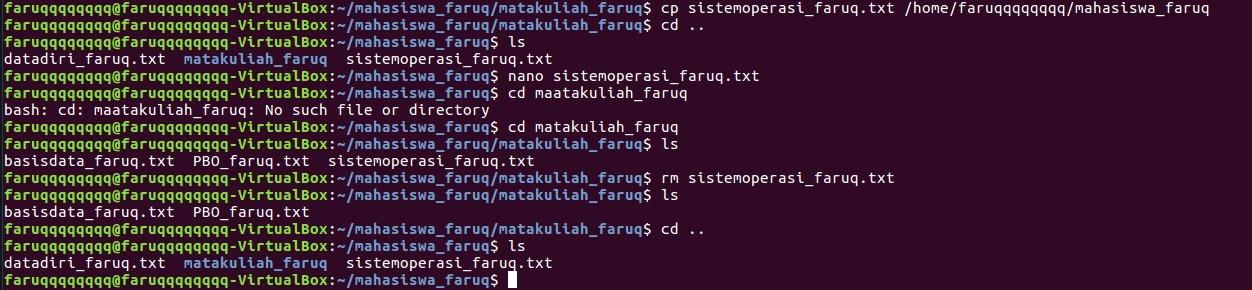 faruqqqqqqqq@faruqqqqqqqq-VirtualBox:~/mahasiswa_faruq/matakuliah_faruq$ cp sistemoperasi_faruq.txt /home/faruqqqqqqqq/mahasiswa_faruq
faruqqqqqqqq@faruqqqqqqqq-VirtualBox:~/mahasiswa_faruq/matakuliah_faruq$ cd ..
faruqqqqqqqq@faruqqqqqqqq-VirtualBox:~/mahasiswa_faruq$ ls
datadiri_faruq.txt  matakuliah_faruq  sistemoperasi_faruq.txt
faruqqqqqqqq@faruqqqqqqqq-VirtualBox:~/mahasiswa_faruq$ nano sistemoperasi_faruq.txt
faruqqqqqqqq@faruqqqqqqqq-VirtualBox:~/mahasiswa_faruq$ cd maatakuliah_faruq
bash: cd: maatakuliah_faruq: No such file or directory
faruqqqqqqqq@faruqqqqqqqq-VirtualBox:~/mahasiswa_faruq$ cd matakuliah_faruq
faruqqqqqqqq@faruqqqqqqqq-VirtualBox:~/mahasiswa_faruq/matakuliah_faruq$ ls
basisdata_faruq.txt  PBO_faruq.txt  sistemoperasi_faruq.txt
faruqqqqqqqq@faruqqqqqqqq-VirtualBox:~/mahasiswa_faruq/matakuliah_faruq$ rm sistemoperasi_faruq.txt
faruqqqqqqqq@faruqqqqqqqq-VirtualBox:~/mahasiswa_faruq/matakuliah_faruq$ ls
basisdata_faruq.txt  PBO_faruq.txt
faruqqqqqqqq@faruqqqqqqqq-VirtualBox:~/mahasiswa_faruq/matakuliah_faruq$ cd ..
faruqqqqqqqq@faruqqqqqqqq-VirtualBox:~/mahasiswa_faruq$ ls
datadiri_faruq.txt  matakuliah_faruq  sistemoperasi_faruq.txt
faruqqqqqqqq@faruqqqqqqqq-VirtualBox:~/mahasiswa_faruq$